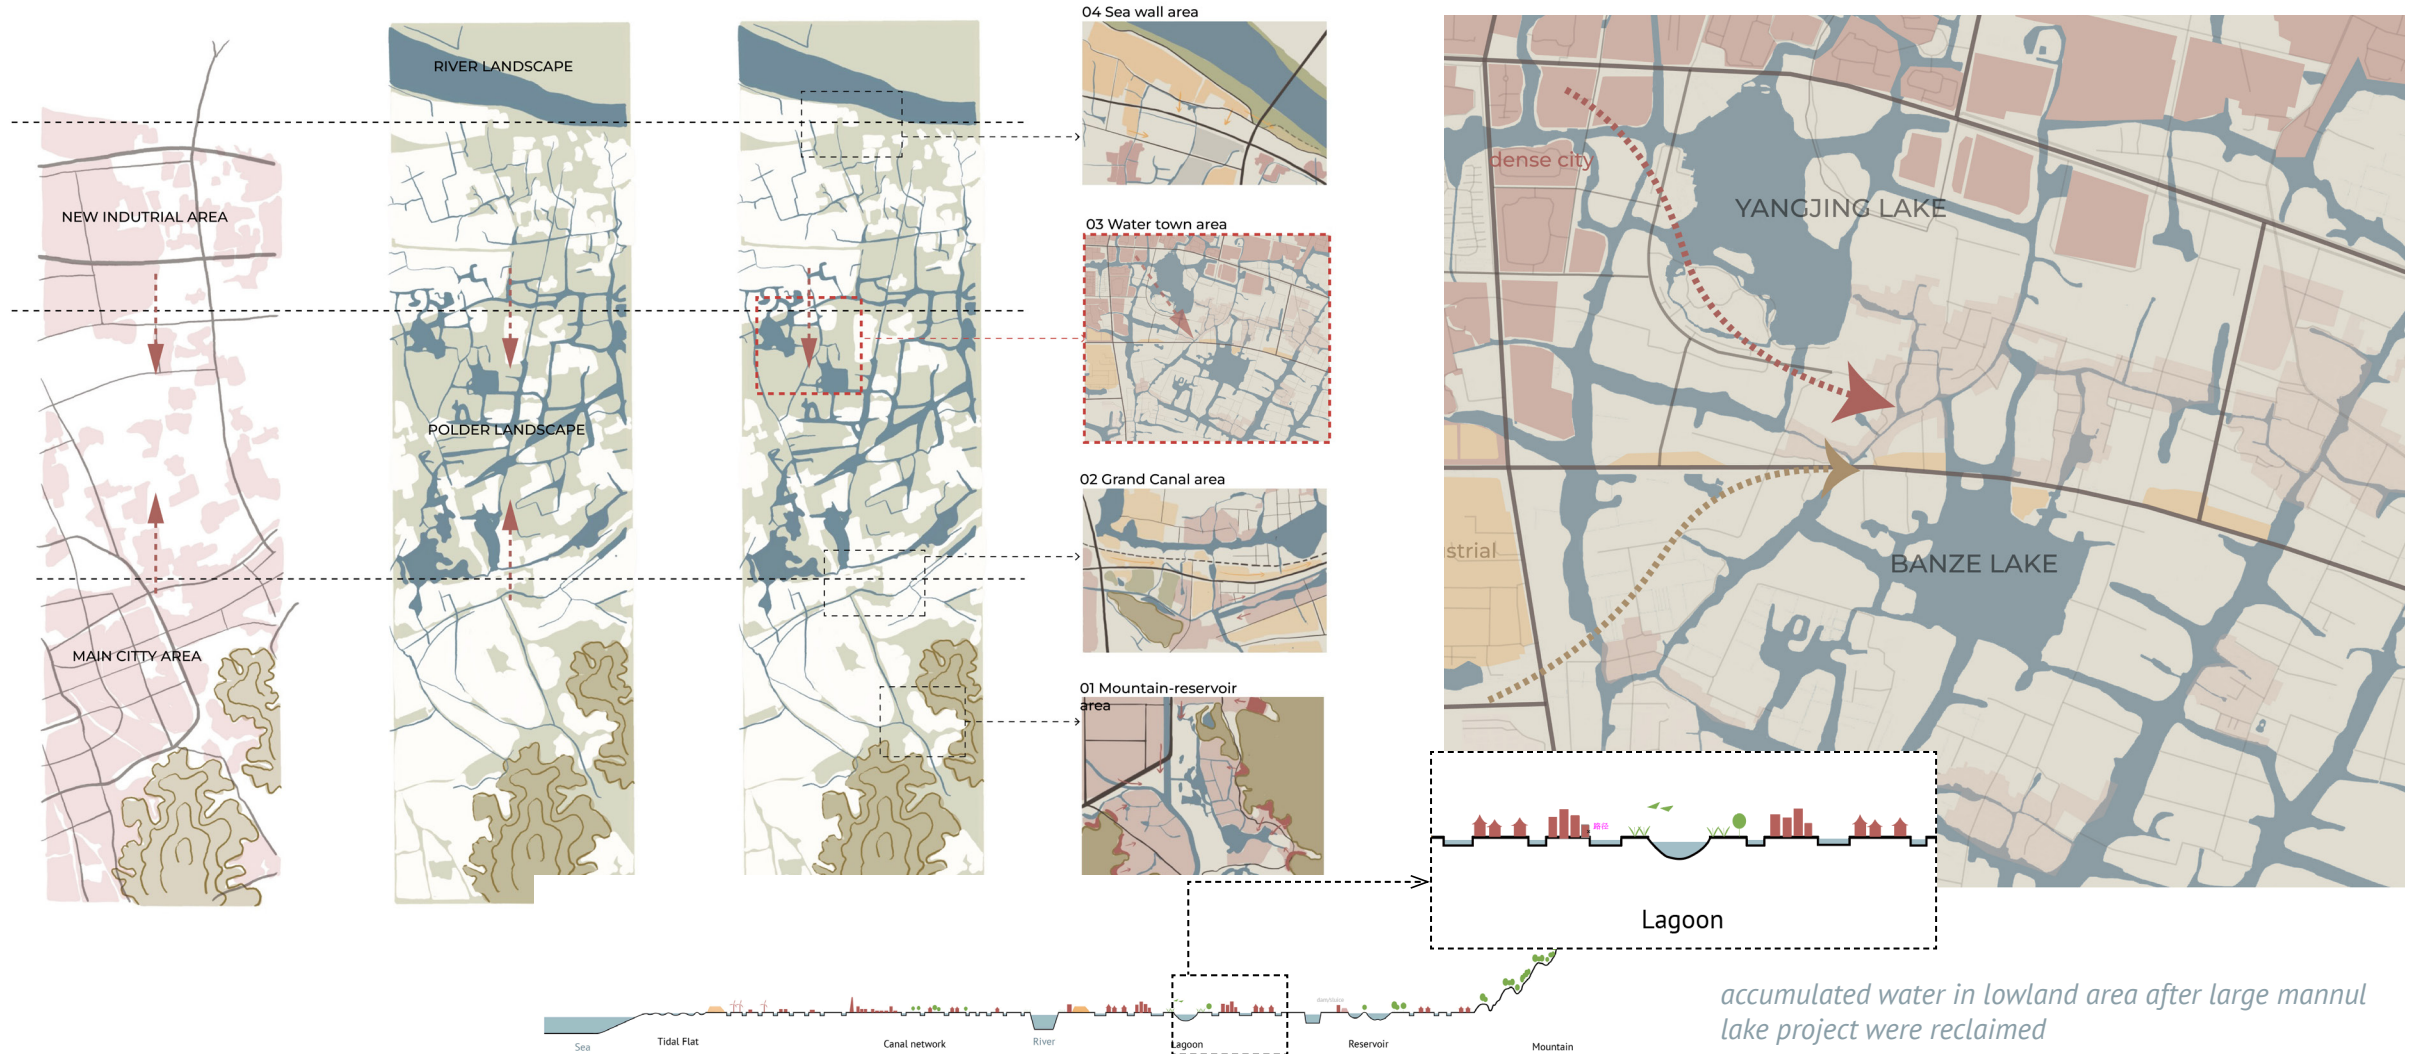 NEW INDUTRIAL AREA
MAIN CITTY AREA
RIVER LANDSCAPE
POLDER LANDSCAPE
04 Sea wall area
03 Water town area
02 Grand Canal area
01 Mountain-reservoir
area
dense city
YANGJING LAKE
strial
BANZE LAKE
路径
Lagoon
Sea
Tidal Flat
Canal network
River
Lagoon
Reservoir
Mountain
accumulated water in lowland area after large mannul
lake project were reclaimed